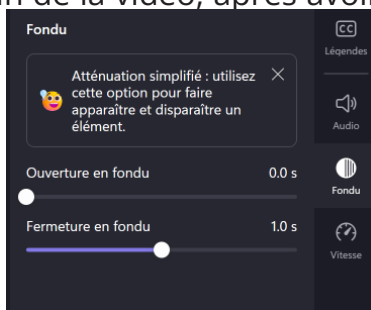 de la vidéo, après
Fondu
Atténuation simplifié : utilisez
cette option pour faire
apparaître et disparaître un
élément.
Ouverture en fondu 0.0 s
Fermeture en fondu 1.0 s
CC
Légendes
Audio
Fondu
Vitesse